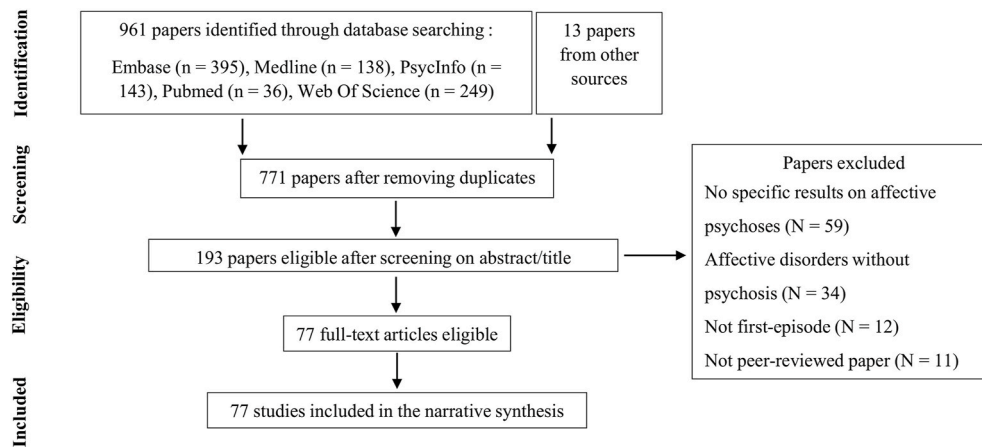 Identification
961 papers identified through database searching :
Embase (n = 395), Medline (n = 138), PsycInfo (n =
143), Pubmed (n = 36), Web Of Science (n = 249)
13 papers
from other
sources
Screening
771 papers after removing duplicates
Eligibility
193 papers eligible after screening on abstract/title
Papers excluded
No specific results on affective
psychoses (N = 59)
Affective disorders without
psychosis (N = 34)
Not first-episode (N = 12)
Not peer-reviewed paper (N = 11)
77 full-text articles eligible
Included
77 studies included in the narrative synthesis